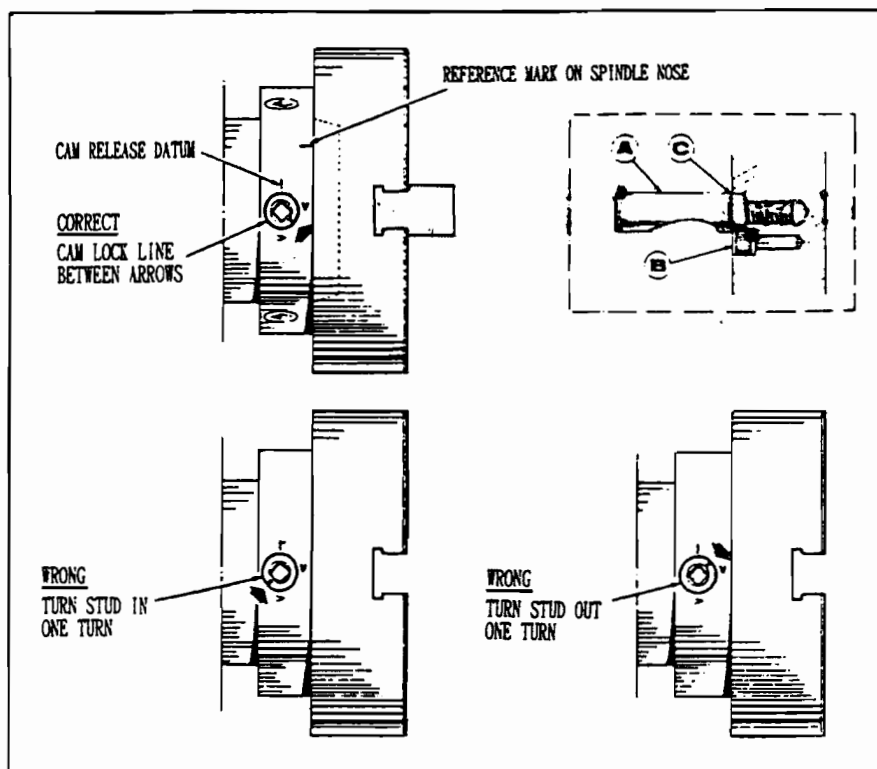 REFERENCE MARK ON SPINDLE NOSE
CAM RELEASE DATUM
CORRECT
CAM LOCK LINE
BETWEEN ARROWS
A
C
B
WRONG
TURN STUD IN
ONE TURN
WRONG
TURN STUD OUT
ONE TURN